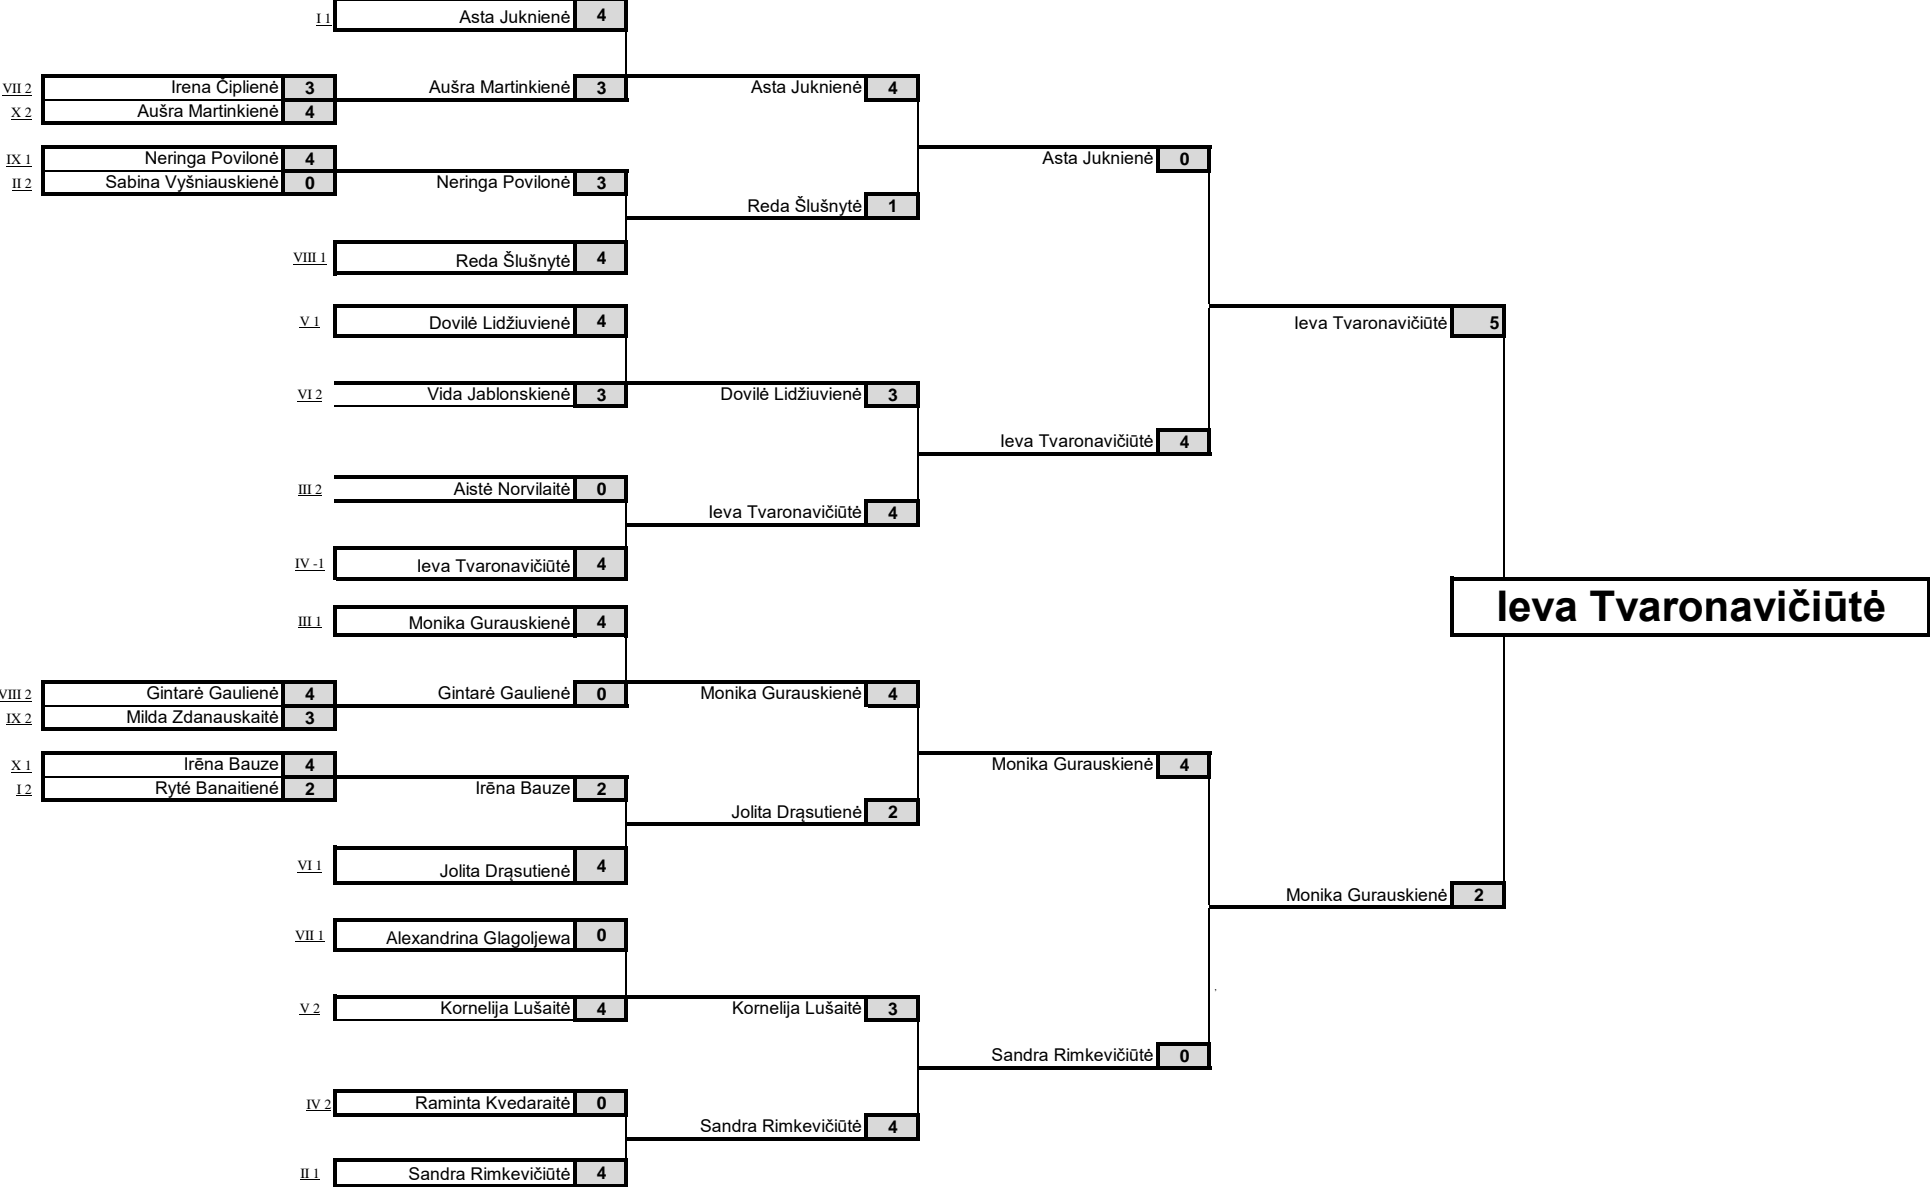 I 1 Asta Juknienė 4
VII 2 Irena Čiplienė 3 Aušra Martinkienė 3 Asta Juknienė 4
X 2 Aušra Martinkienė 4
IX 1 Neringa Povilonė 4 Asta Juknienė 0
II 2 Sabina Vyšniauskienė 0 Neringa Povilonė 3
Reda Šlušnytė 1
VIII 1 Reda Šlušnytė 4
V 1 Dovilė Lidžiuvienė 4 Ieva Tvaronavičiūtė 5
VI 2 Vida Jablonskienė 3 Dovilė Lidžiuvienė 3
Ieva Tvaronavičiūtė 4
III 2 Aistė Norvilaitė 0
Ieva Tvaronavičiūtė 4
IV -1 Ieva Tvaronavičiūtė 4
Ieva Tvaronavičiūtė
III 1 Monika Gurauskienė 4
VIII 2 Gintarė Gaulienė 4 Gintarė Gaulienė 0 Monika Gurauskienė 4
IX 2 Milda Zdanauskaitė 3
X 1 Irēna Bauze 4 Monika Gurauskienė 4
I 2 Ryté Banaitiené 2 Irēna Bauze 2
Jolita Drąsutienė 2
VI 1 Jolita Drąsutienė 4
Monika Gurauskienė 2
VII 1 Alexandrina Glagoljewa 0
V 2 Kornelija Lušaitė 4 Kornelija Lušaitė 3
Sandra Rimkevičiūtė 0
IV 2 Raminta Kvedaraitė 0
Sandra Rimkevičiūtė 4
II 1 Sandra Rimkevičiūtė 4